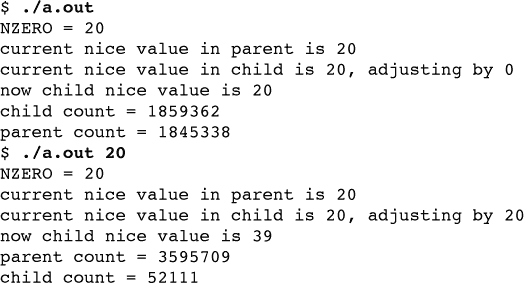 $ ./a.out
NZERO = 20
current nice value in parent is 20
current nice value in child is 20, adjusting by 0
now child nice value is 20
child count = 1859362
parent count = 1845338
$ ./a.out 20
NZERO = 20
current nice value in parent is 20
current nice value in child is 20, adjusting by 20
now child nice value is 39
parent count = 3595709
child count = 52111